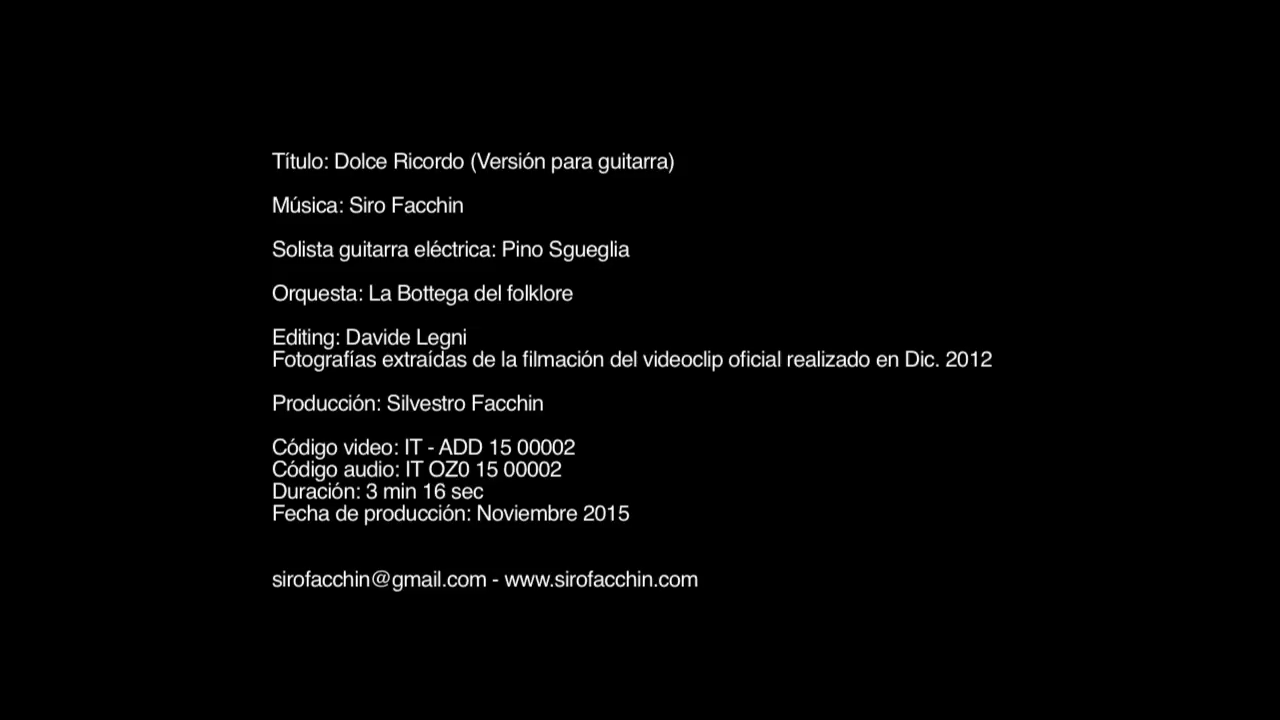 Título: Dolce Ricordo (Versión para guitarra)
Música: Siro Facchin
Solista guitarra eléctrica: Pino Sgueglia
Orquesta: La Bottega del folklore
Editing: Davide Legni
Fotografías extraídas de la filmación del videoclip oficial realizado en Dic. 2012
Producción: Silvestro Facchin
Código video: IT - ADD 15 00002
Código audio: IT OZ0 15 00002
Duración: 3 min 16 sec
Fecha de producción: Noviembre 2015
sirofacchin@gmail.com - www.sirofacchin.com